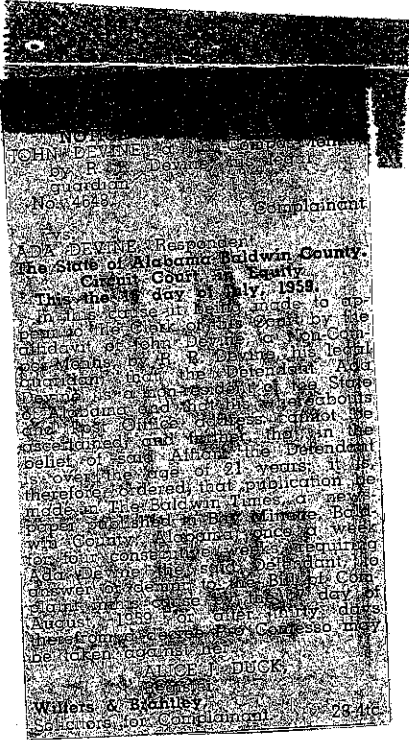 JOHN DEVINE, a Non-Compos Mentis
by R. R. Devine, his legal
guardian
No. 4648. Complainant
vs.
ADA DEVINE, Respondent
The State of Alabama, Baldwin County.
Circuit Court in Equity
This the day of July, 1959.
In this cause it being made to ap-
pear to the Clerk of this Court by the
affidavit of John Devine a Non-Com-
pos Mentis by R. R. Devine, his legal
guardian that the Defendant Ada
Devine is a non-resident of the State
of Alabama and that his whereabouts
and Post Office address cannot be
ascertained, and further, that in the
belief of said Affiant the Defendant
is over the age of 21 years; it is,
therefore, ordered, that publication be
made in The Baldwin Times a news-
paper published in Bay Minette, Bald-
win County, Alabama, once a week
for four consecutive weeks, requiring
Ada Devine the said Defendant to
answer or demur to the Bill of Com-
plaint in this cause by the day of
August, 1959 or after thirty days
therefrom a decree Pro Confesso may
be taken against
ALICE J. DUCK
Register
Wilters & Brantley
Solicitors for Complainant. 28-4tc